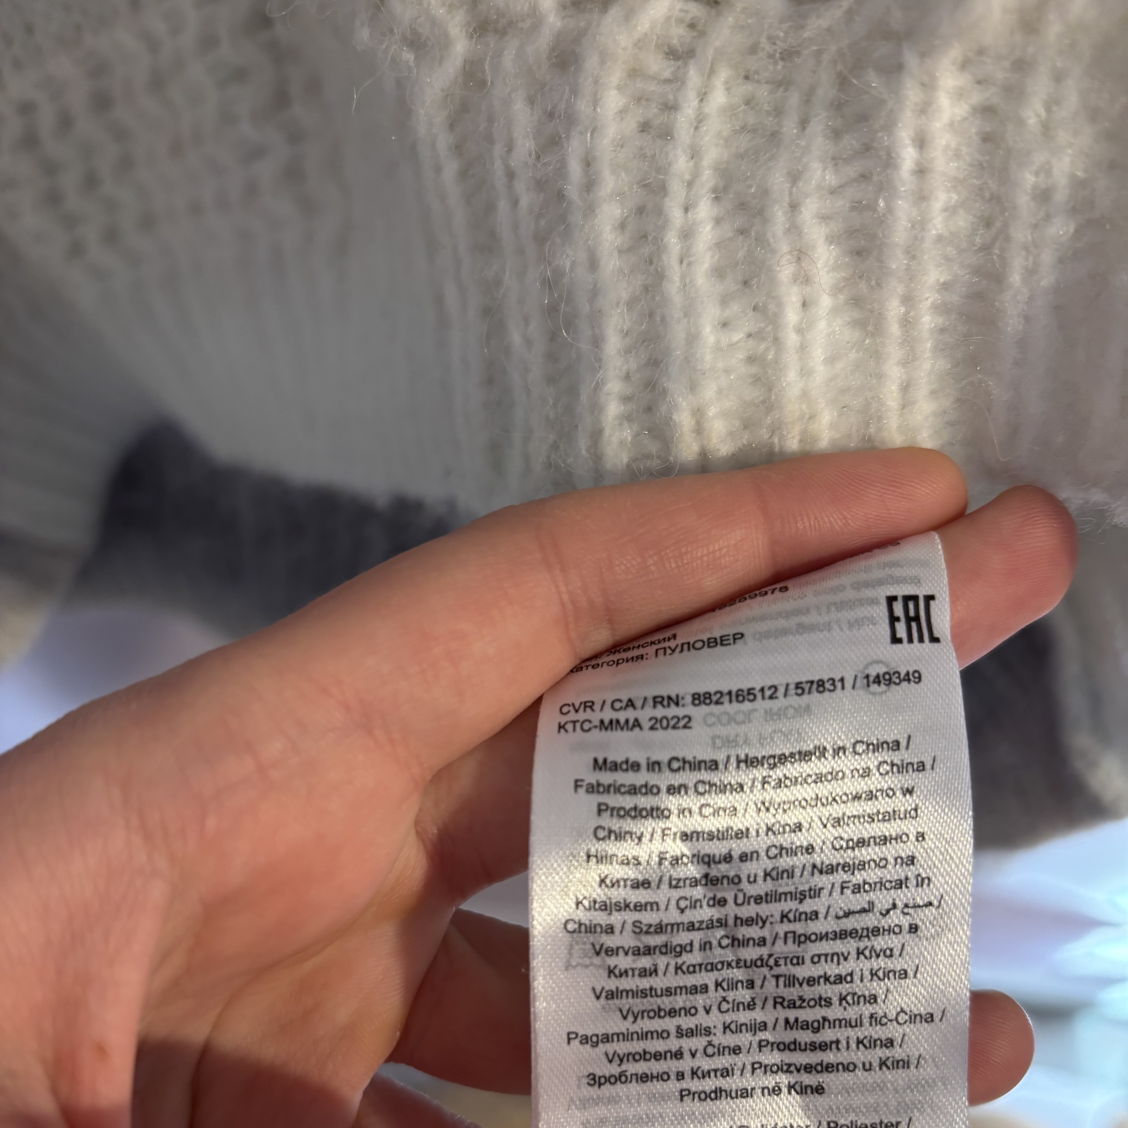 Женский
категория: ПУЛОВЕР
EAC
CVR / CA / RN: 88216512 / 57831 / 149349
KTC-MMA 2022
Made in China / Hergestellt in China /
Fabricado en China / Fabricado na China /
Prodotto in Cina / Wyprodukowano w
Chiny / Fremstillet i Kina / Valmistatud
Hiinas / Fabriqué en Chine / Сделано в
Китае / Izrađeno u Kini / Narejeno na
Kitajskem / Çin'de Üretilmiştir / Fabricat în
China / Származási hely: Kína / صنع في الصين /
Vervaardigd in China / Произведено в
Китай / Κατασκευάζεται στην Κίνα /
Valmistusmaa Kiina / Tillverkad i Kina /
Vyrobeno v Číně / Ražots Ķīna /
Pagaminimo šalis: Kinija / Magħmul fiċ-Ċina /
Vyrobené v Číne / Produsert i Kina /
Зроблено в Китаї / Proizvedeno u Kini /
Prodhuar në Kinë
/ Poliester /